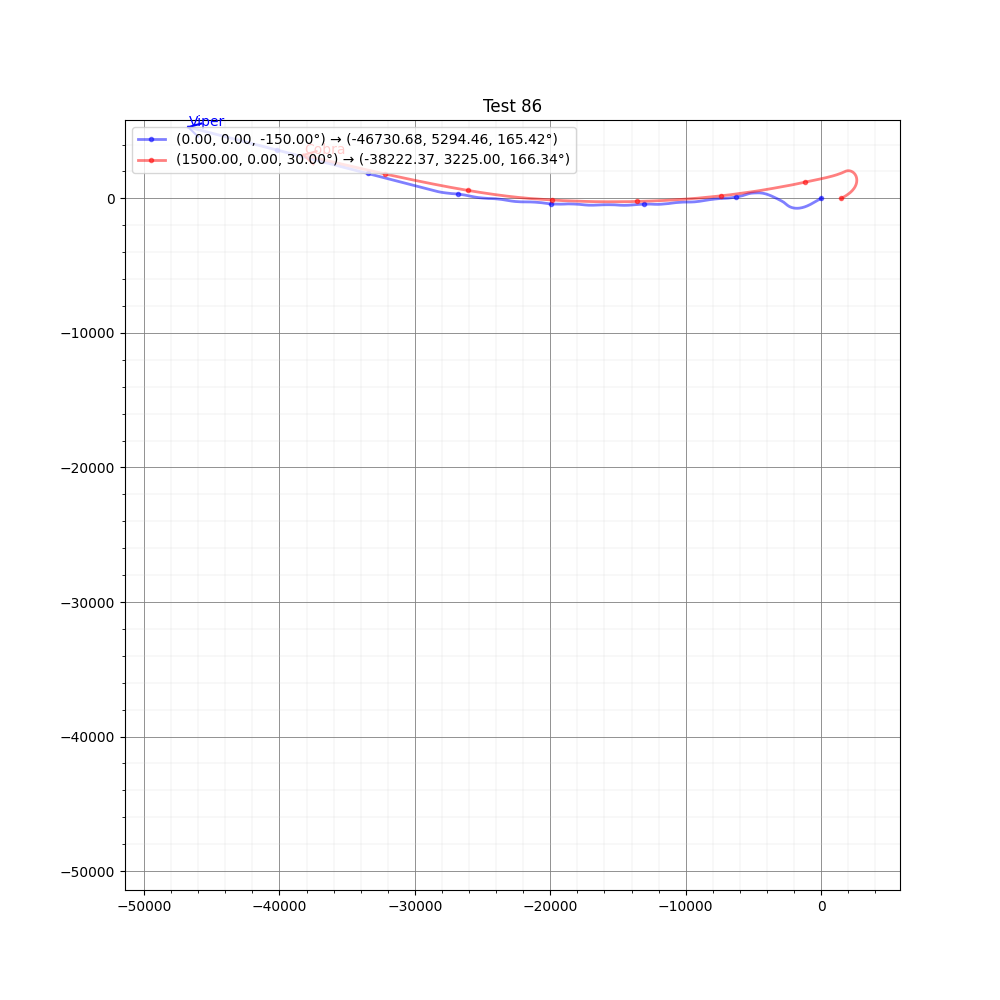 Test 86
Viper
(0.00, 0.00, -150.00°) → (-46730.68, 5294.46, 165.42°)
Cobra
(1500.00, 0.00, 30.00°) → (-38222.37, 3225.00, 166.34°)
0
−10000
−20000
−30000
−40000
−50000
−50000 −40000 −30000 −20000 −10000 0